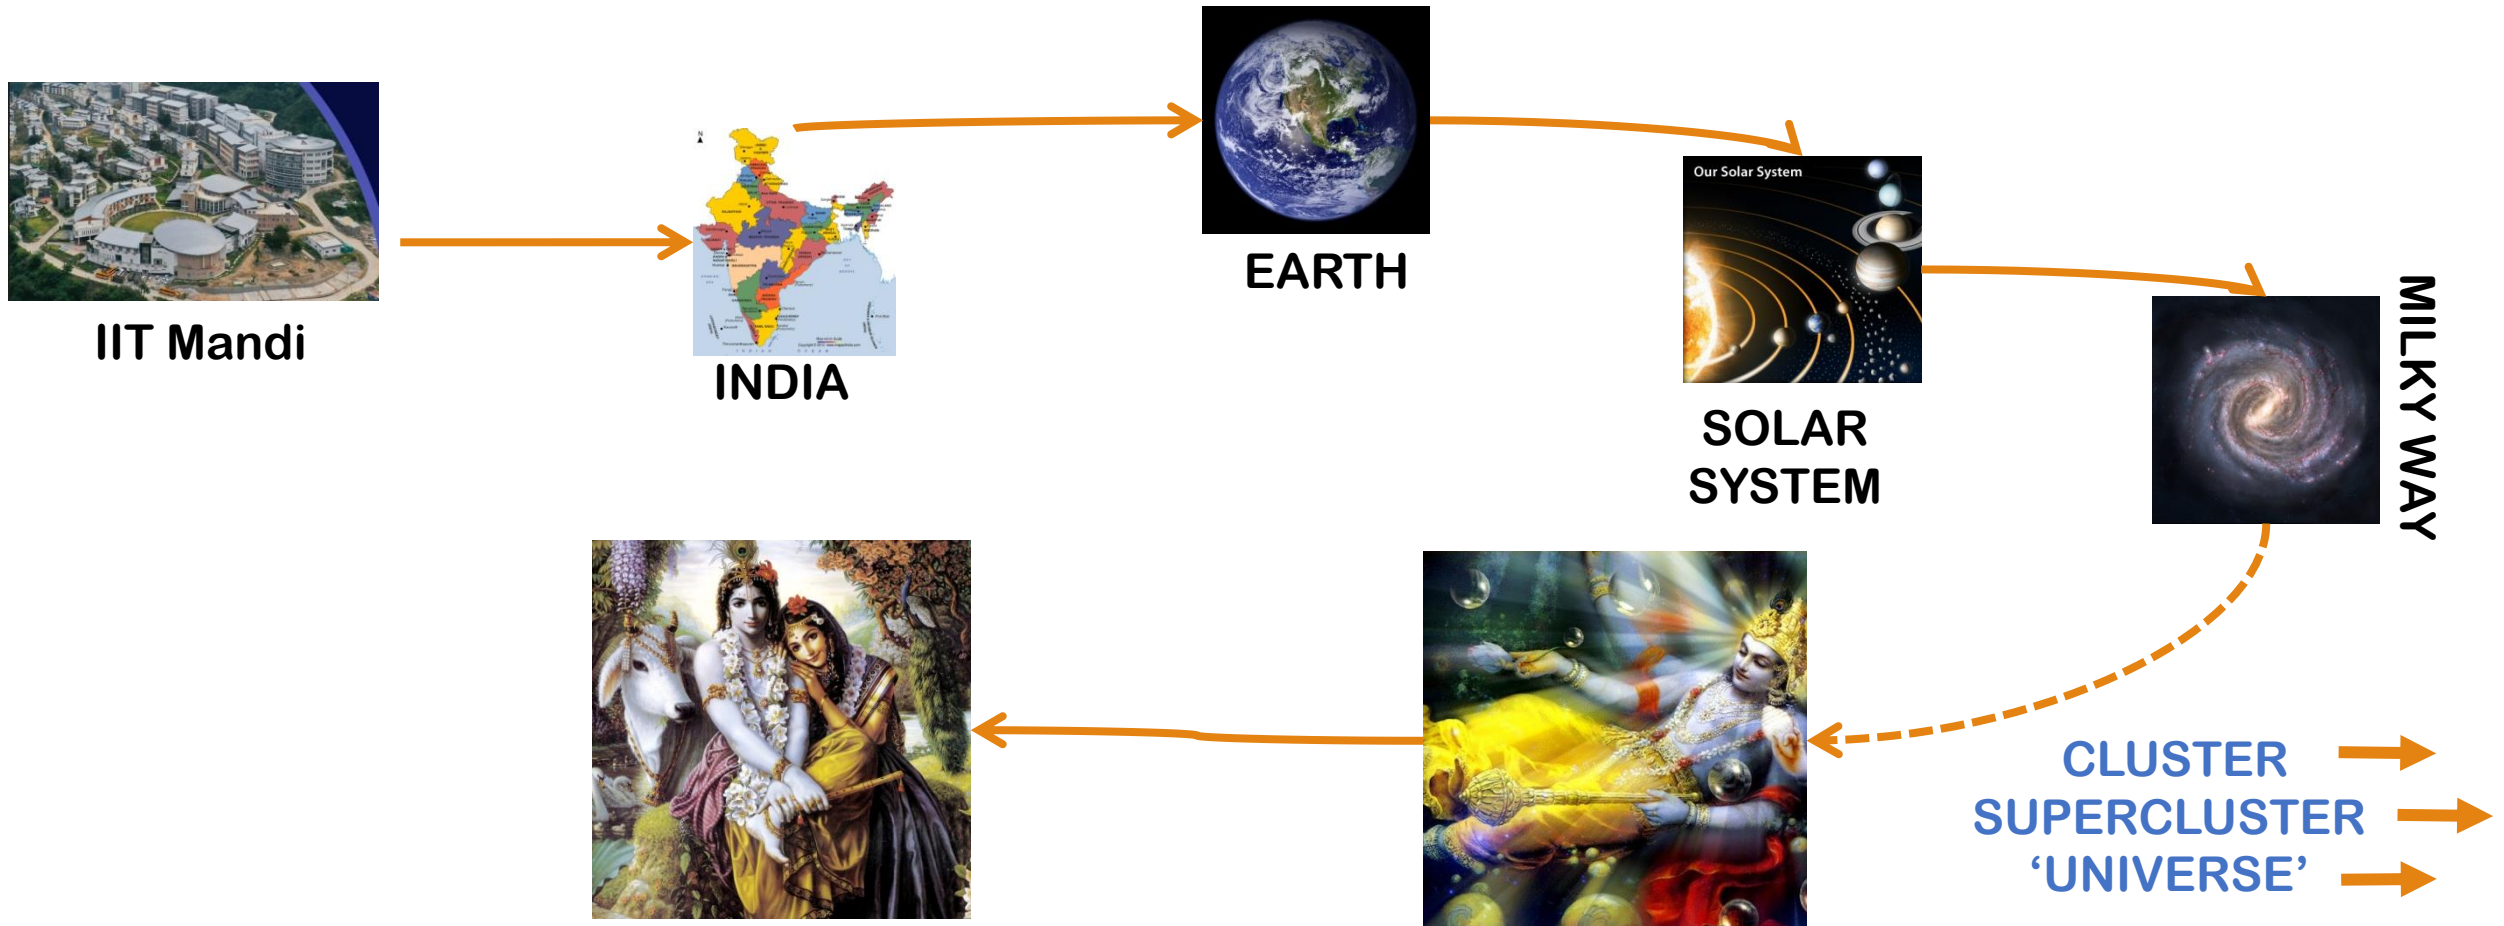 IIT Mandi
INDIA
EARTH
Our Solar System
SOLAR
SYSTEM
MILKY WAY
CLUSTER
SUPERCLUSTER
‘UNIVERSE’